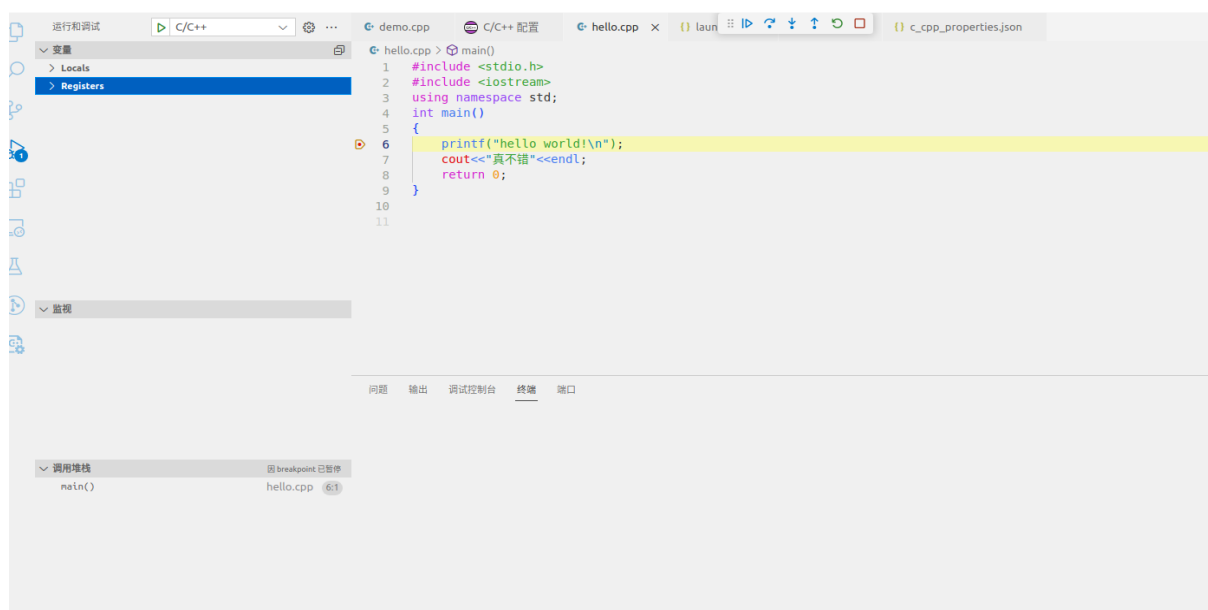 运行和调试
C/C++
demo.cpp
C/C++ 配置
hello.cpp
laun
c_cpp_properties.json
变量
Locals
Registers
hello.cpp > main()
1 #include <stdio.h>
2 #include <iostream>
3 using namespace std;
4 int main()
5 {
6 printf("hello world!\n");
7 cout<<"真不错"<<endl;
8 return 0;
9 }
10
11
1
监视
问题 输出 调试控制台 终端 端口
调用堆栈 因 breakpoint 已暂停
main() hello.cpp 6:1